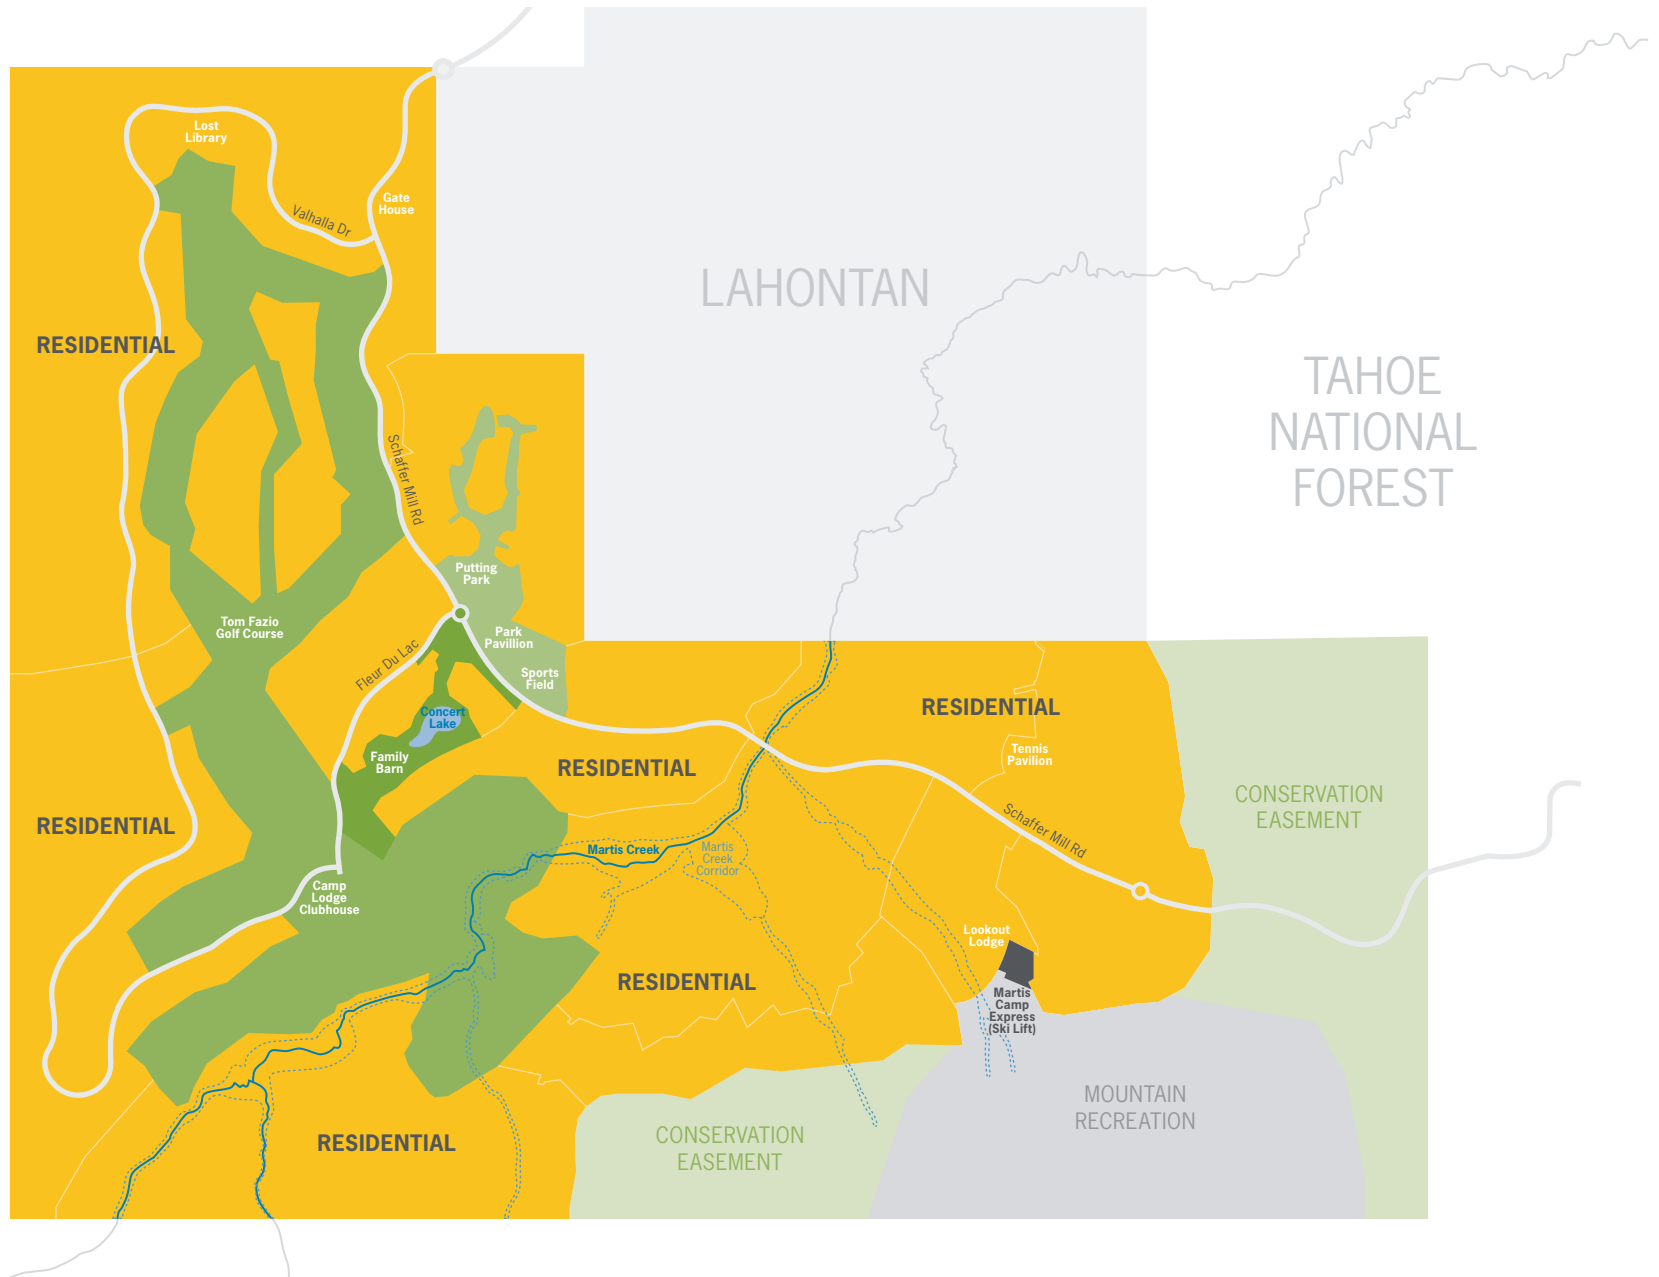 Lost
Library
Gate
House
Valhalla Dr
LAHONTAN
RESIDENTIAL
TAHOE
NATIONAL
FOREST
Schaffer Mill Rd
Putting
Park
Tom Fazio
Golf Course
Park
Pavillion
Fleur Du Lac
Sports
Field
Concert
Lake
RESIDENTIAL
Family
Barn
RESIDENTIAL
Tennis
Pavilion
CONSERVATION
EASEMENT
RESIDENTIAL
Schaffer Mill Rd
Martis Creek
Martis
Creek
Corridor
Camp
Lodge
Clubhouse
Lookout
Lodge
RESIDENTIAL
Martis
Camp
Express
(Ski Lift)
MOUNTAIN
RECREATION
RESIDENTIAL
CONSERVATION
EASEMENT